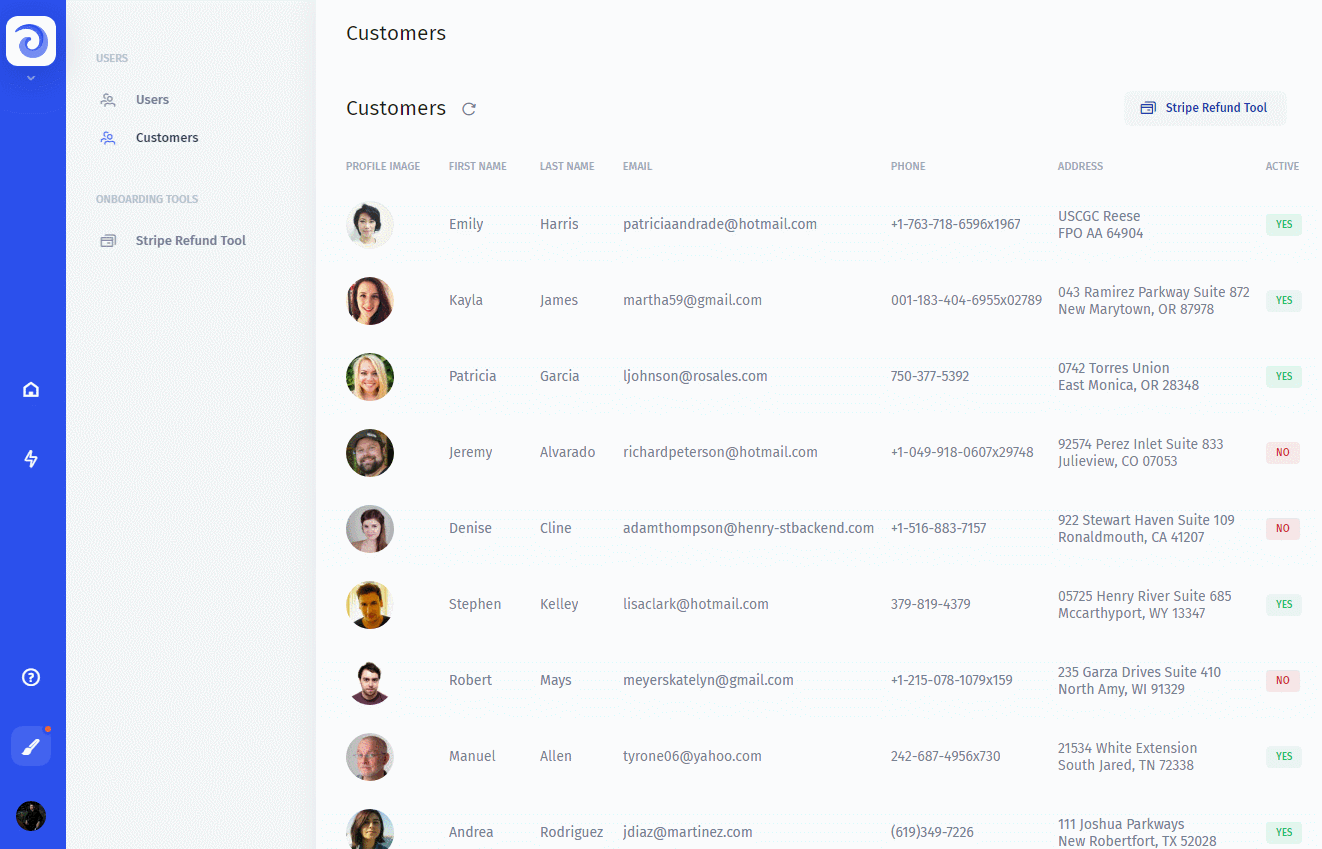 USERS
Users
Customers
ONBOARDING TOOLS
Stripe Refund Tool
Customers
Customers
Stripe Refund Tool
PROFILE IMAGE FIRST NAME LAST NAME EMAIL PHONE ADDRESS ACTIVE
Emily Harris patriciaandrade@hotmail.com +1-763-718-6596x1967 USCGC Reese YES
FPO AA 64904
Kayla James martha59@gmail.com 001-183-404-6955x02789 043 Ramirez Parkway Suite 872 YES
New Marytown, OR 87978
Patricia Garcia ljohnson@rosales.com 750-377-5392 0742 Torres Union YES
East Monica, OR 28348
Jeremy Alvarado richardpeterson@hotmail.com +1-049-918-0607x29748 92574 Perez Inlet Suite 833 NO
Julieview, CO 07053
Denise Cline adamthompson@henry-stbackend.com +1-516-883-7157 922 Stewart Haven Suite 109 NO
Ronaldmouth, CA 41207
Stephen Kelley lisaclark@hotmail.com 379-819-4379 05725 Henry River Suite 685 YES
Mccarthyport, WY 13347
Robert Mays meyerskatelyn@gmail.com +1-215-078-1079x159 235 Garza Drives Suite 410 NO
North Amy, WI 91329
Manuel Allen tyrone06@yahoo.com 242-687-4956x730 21534 White Extension YES
South Jared, TN 72338
Andrea Rodriguez jdiaz@martinez.com (619)349-7226 111 Joshua Parkways YES
New Robertfort, TX 52028